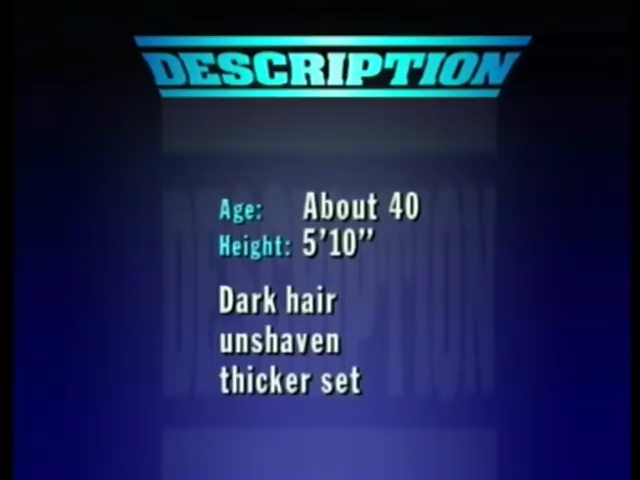 DESCRIPTION
Age: About 40
Height: 5'10"
Dark hair
unshaven
thicker set